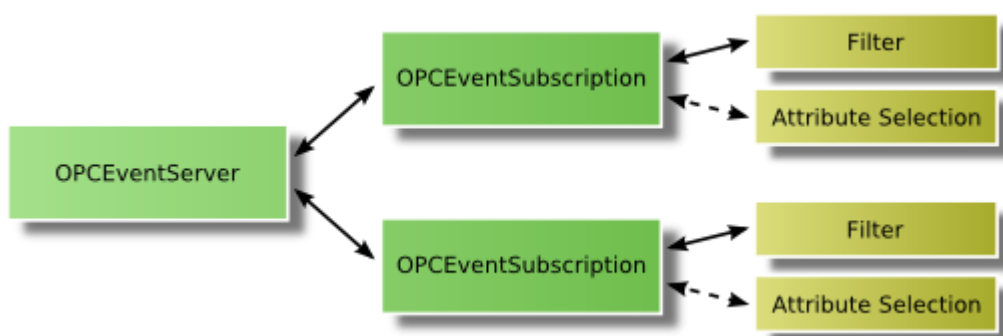 OPCEventServer
OPCEventSubscription
Filter
Attribute Selection
OPCEventSubscription
Filter
Attribute Selection